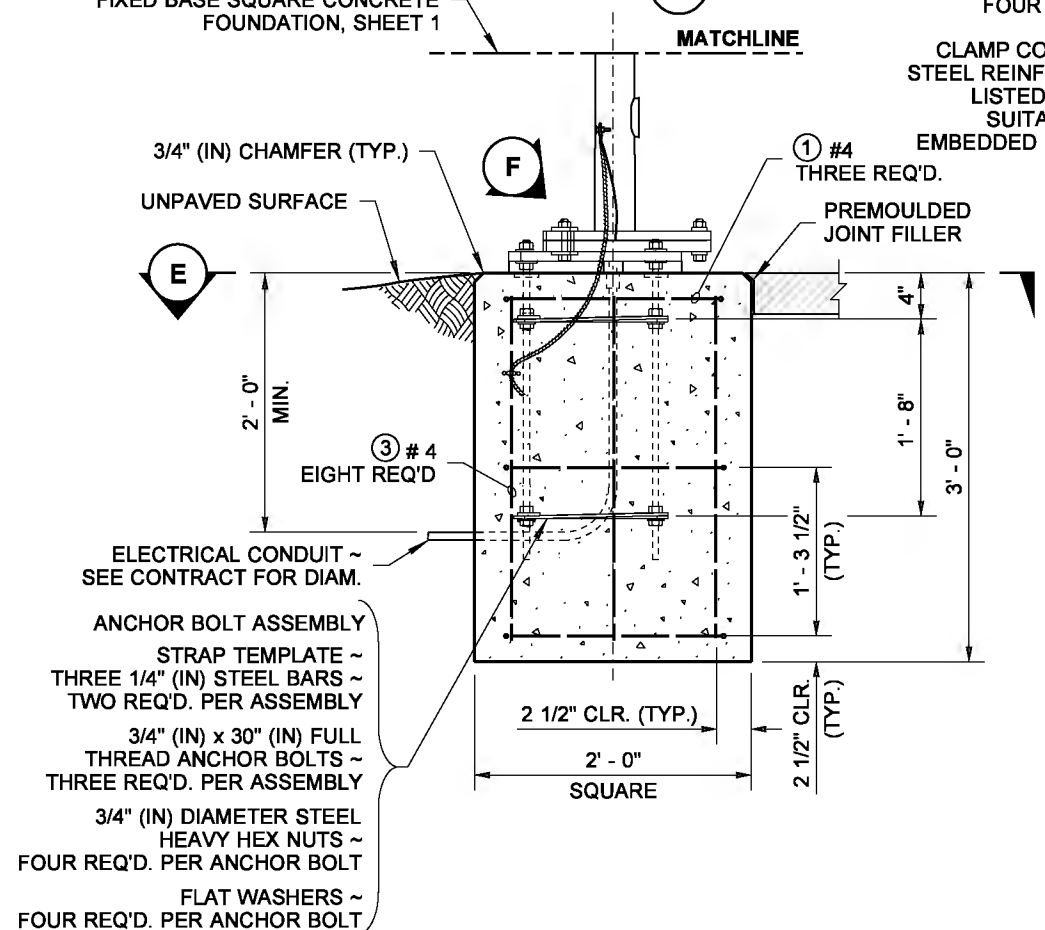 FIXED BASE SQUARE CONCRETE
FOUNDATION, SHEET 1
MATCHLINE
FOUR
CLAMP CO
STEEL REINF
LISTED
SUITA
EMBEDDED
3/4" (IN) CHAMFER (TYP.)
UNPAVED SURFACE
F
1 #4
THREE REQ'D.
PREMOULDED
JOINT FILLER
E
4"
2' - 0"
MIN.
1' - 8"
3' - 0"
3 # 4
EIGHT REQ'D
1' - 3 1/2"
(TYP.)
ELECTRICAL CONDUIT ~
SEE CONTRACT FOR DIAM.
ANCHOR BOLT ASSEMBLY
STRAP TEMPLATE ~
THREE 1/4" (IN) STEEL BARS ~
TWO REQ'D. PER ASSEMBLY
3/4" (IN) x 30" (IN) FULL
THREAD ANCHOR BOLTS ~
THREE REQ'D. PER ASSEMBLY
3/4" (IN) DIAMETER STEEL
HEAVY HEX NUTS ~
FOUR REQ'D. PER ANCHOR BOLT
FLAT WASHERS ~
FOUR REQ'D. PER ANCHOR BOLT
2 1/2" CLR. (TYP.)
2' - 0"
SQUARE
2 1/2" CLR.
(TYP.)